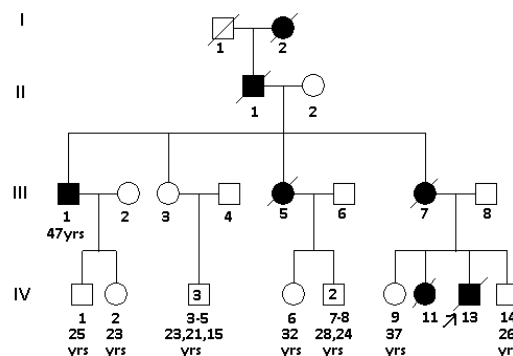 I
1 2
II
1 2
III
1 2 3 4 5 6 7 8
47yrs
3 2
IV
1 2 3-5 6 7-8 9 11 13 14
25 23 23,21,15 32 28,24 37 26
yrs yrs yrs yrs yrs yrs yrs